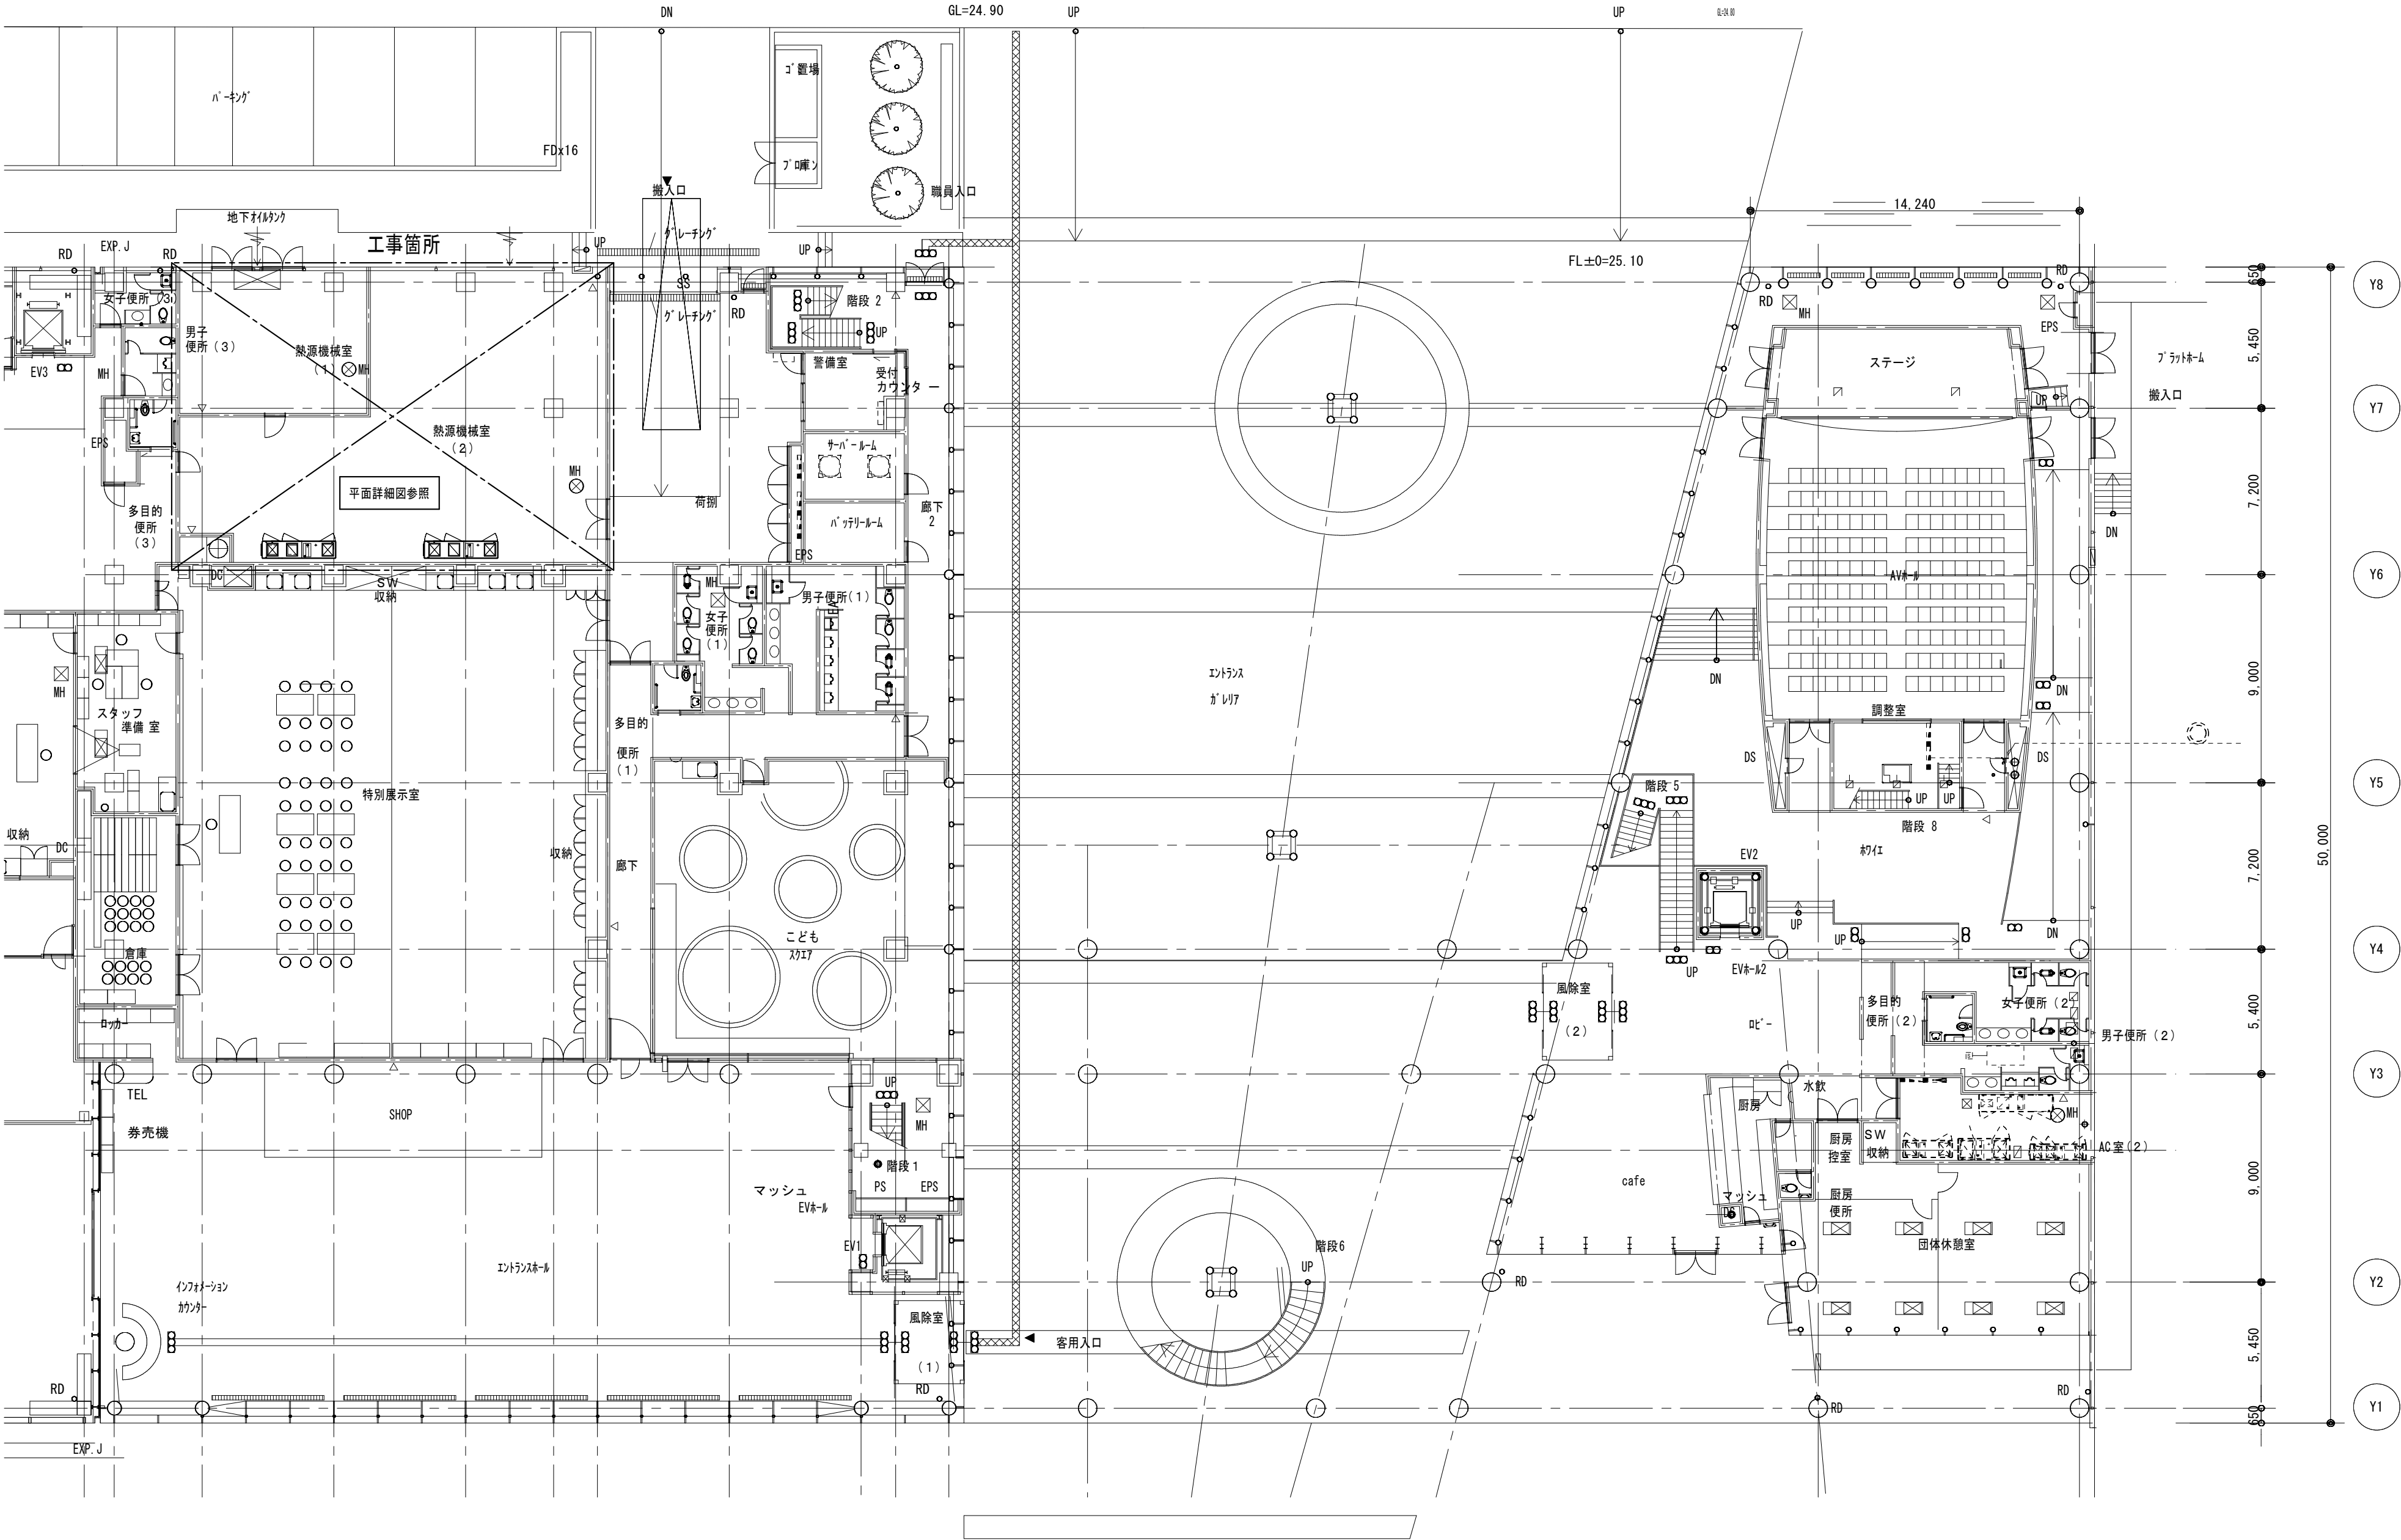 DN
GL=24.90
UP
UP
GL=24.80
ﾊﾟｰｷﾝｸﾞ
FDx16
ｺﾞ 置場
ﾌﾟﾛ庫ﾝ
職員入口
搬入口
地下ｵｲﾙﾀﾝｸ
14,240
工事箇所
EXP.J
UP
ｸﾞﾚｰﾁﾝｸﾞ
UP
FL±0=25.10
RD
RD
RD
650
Y8
女子便所（3）
SS
階段 2
RD
MH
ｸﾞﾚｰﾁﾝｸﾞ
RD
UP
EPS
男子
便所（3）
熱源機械室
（1）
MH
警備室
受付
カウンター
ステージ
5,450
ﾌﾟﾗｯﾄﾎｰﾑ
EV3
MH
搬入口
UP
Y7
熱源機械室
（2）
EPS
ｻｰﾊﾞｰﾙｰﾑ
MH
平面詳細図参照
荷捌
廊下
2
7,200
多目的
便所
（3）
ﾊﾞｯﾃﾘｰﾙｰﾑ
DN
EPS
DC
SW
収納
MH
AVﾎｰﾙ
Y6
男子便所(1)
女子
便所
（1）
EA
MH
ｴﾝﾄﾗﾝｽ
ｶﾞﾚﾘｱ
DN
DN
9,000
スタッフ
準備 室
多目的
便所
（1）
調整室
DS
DS
特別展示室
階段 5
UP
UP
Y5
階段 8
50,000
収納
DC
収納
廊下
EV2
ﾎﾜｲｴ
7,200
UP
こども
ｽｸｴｱ
UP
DN
倉庫
Y4
UP
EVﾎｰﾙ2
風除室
（2）
多目的
便所（2）
女子便所（2）
5,400
ﾛｯｶｰ
ﾛﾋﾞｰ
男子便所（2）
Y3
TEL
UP
水飲
SHOP
厨房
MH
MH
券売機
厨房
控室
SW
収納
AC室(2)
階段1
マッシュ
EVﾎｰﾙ
PS
EPS
cafe
マッシュ
厨房
便所
9,000
DS
EV1
階段6
団体休憩室
ｴﾝﾄﾗﾝｽﾎｰﾙ
UP
RD
Y2
ｲﾝﾌｫﾒｰｼｮﾝ
ｶｳﾝﾀｰ
風除室
（1）
客用入口
5,450
RD
RD
RD
RD
650
Y1
EXP.J